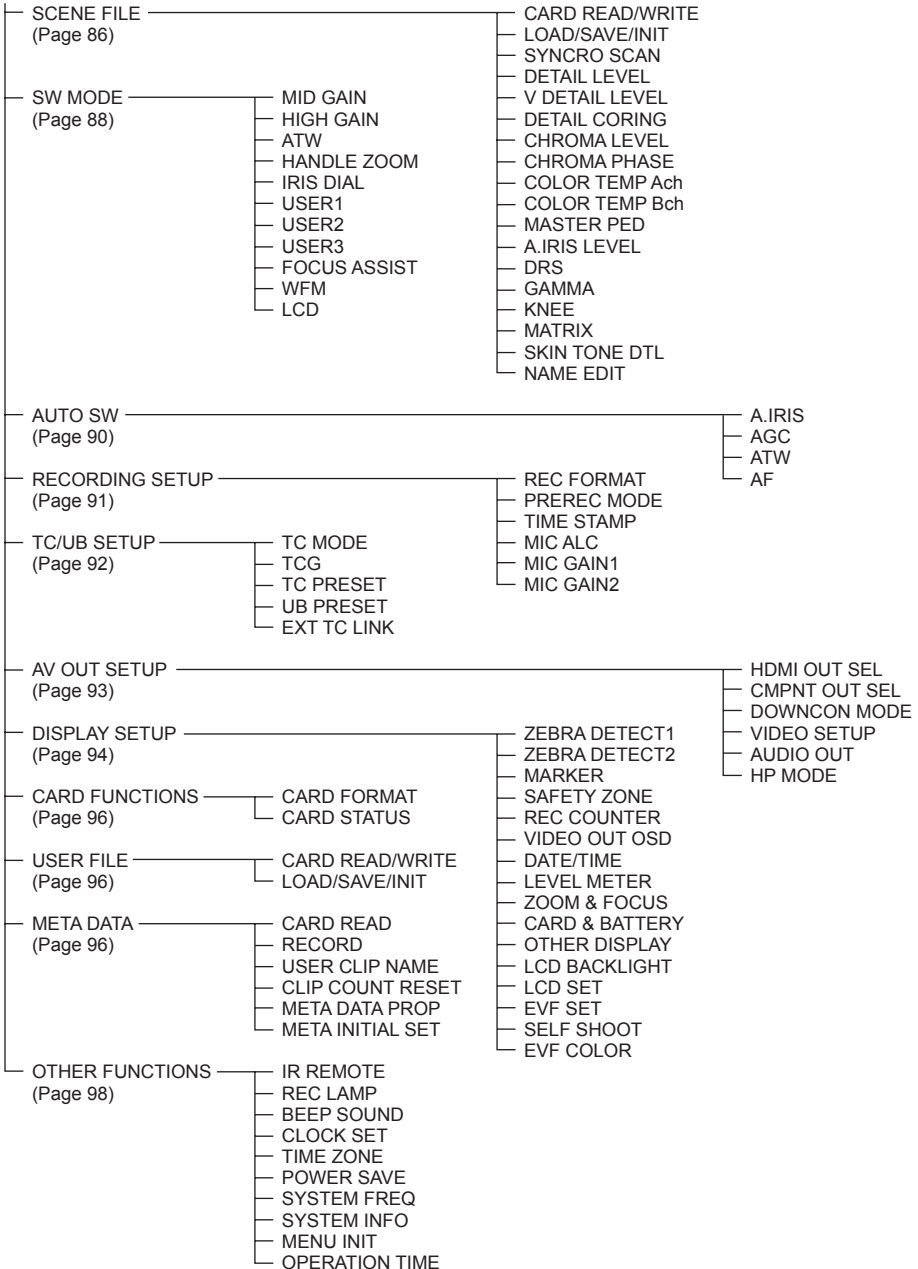 SCENE FILE
(Page 86)
CARD READ/WRITE
LOAD/SAVE/INIT
SYNCRO SCAN
DETAIL LEVEL
V DETAIL LEVEL
DETAIL CORING
CHROMA LEVEL
CHROMA PHASE
COLOR TEMP Ach
COLOR TEMP Bch
MASTER PED
A.IRIS LEVEL
DRS
GAMMA
KNEE
MATRIX
SKIN TONE DTL
NAME EDIT
SW MODE
(Page 88)
MID GAIN
HIGH GAIN
ATW
HANDLE ZOOM
IRIS DIAL
USER1
USER2
USER3
FOCUS ASSIST
WFM
LCD
AUTO SW
(Page 90)
A.IRIS
AGC
ATW
AF
RECORDING SETUP
(Page 91)
REC FORMAT
PREREC MODE
TIME STAMP
MIC ALC
MIC GAIN1
MIC GAIN2
TC/UB SETUP
(Page 92)
TC MODE
TCG
TC PRESET
UB PRESET
EXT TC LINK
AV OUT SETUP
(Page 93)
HDMI OUT SEL
CMPNT OUT SEL
DOWNCON MODE
VIDEO SETUP
AUDIO OUT
HP MODE
DISPLAY SETUP
(Page 94)
ZEBRA DETECT1
ZEBRA DETECT2
MARKER
SAFETY ZONE
REC COUNTER
VIDEO OUT OSD
DATE/TIME
LEVEL METER
ZOOM & FOCUS
CARD & BATTERY
OTHER DISPLAY
LCD BACKLIGHT
LCD SET
EVF SET
SELF SHOOT
EVF COLOR
CARD FUNCTIONS
(Page 96)
CARD FORMAT
CARD STATUS
USER FILE
(Page 96)
CARD READ/WRITE
LOAD/SAVE/INIT
META DATA
(Page 96)
CARD READ
RECORD
USER CLIP NAME
CLIP COUNT RESET
META DATA PROP
META INITIAL SET
OTHER FUNCTIONS
(Page 98)
IR REMOTE
REC LAMP
BEEP SOUND
CLOCK SET
TIME ZONE
POWER SAVE
SYSTEM FREQ
SYSTEM INFO
MENU INIT
OPERATION TIME